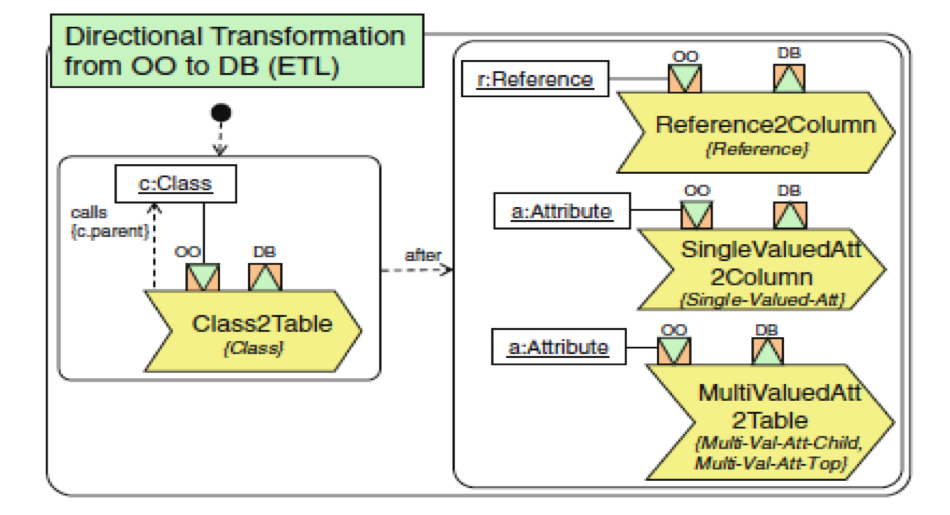 Directional Transformation
from OO to DB (ETL)
c:Class
calls
{c.parent}
OO
DB
Class2Table
{Class}
after
r:Reference
OO
DB
Reference2Column
{Reference}
a:Attribute
OO
DB
SingleValuedAtt
2Column
{Single-Valued-Att}
a:Attribute
OO
DB
MultiValuedAtt
2Table
{Multi-Val-Att-Child,
Multi-Val-Att-Top}